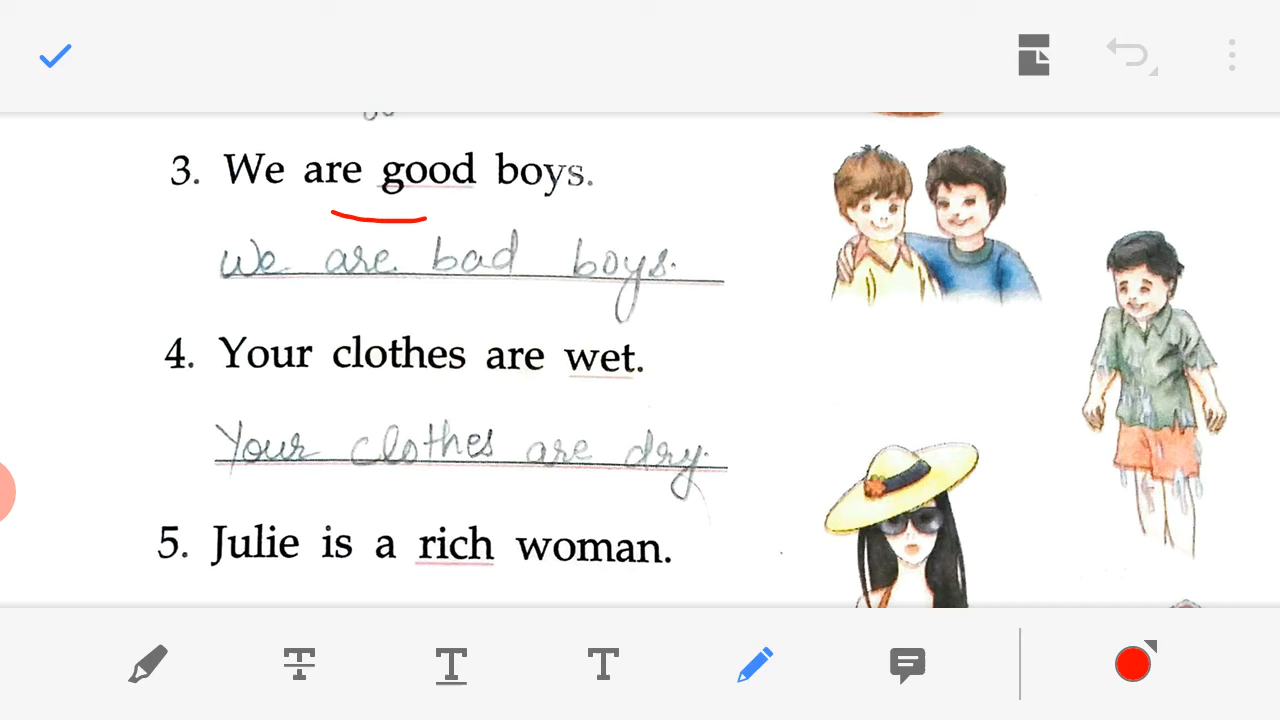 3. We are good boys.
We are bad boys.
4. Your clothes are wet.
Your clothes are dry.
5. Julie is a rich woman.